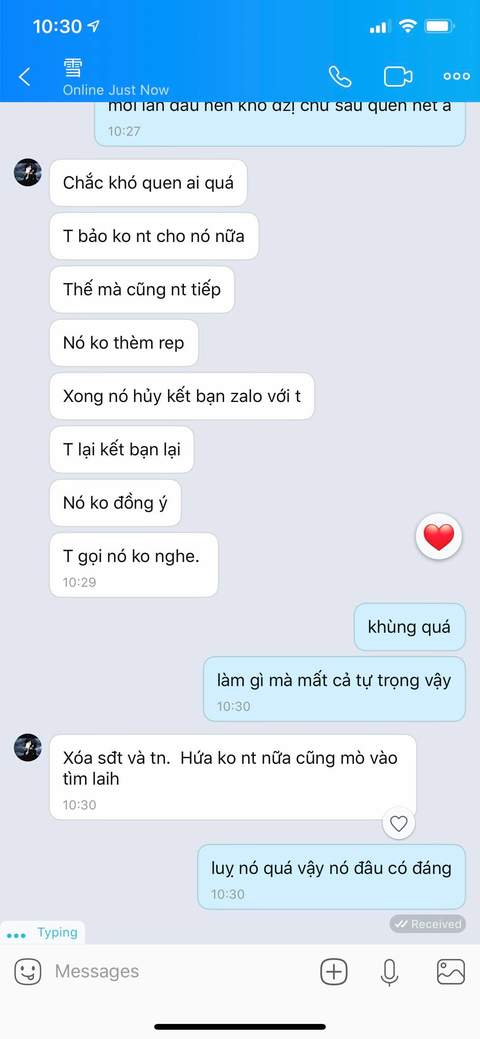 10:30
雪
Online Just Now
mới lần đầu nên khó dzị chứ sau quen hết à
10:27
Chắc khó quen ai quá
T bảo ko nt cho nó nữa
Thế mà cũng nt tiếp
Nó ko thèm rep
Xong nó hủy kết bạn zalo với t
T lại kết bạn lại
Nó ko đồng ý
T gọi nó ko nghe.
10:29
khùng quá
làm gì mà mất cả tự trọng vậy
10:30
Xóa sđt và tn. Hứa ko nt nữa cũng mò vào
tìm laih
10:30
luỵ nó quá vậy nó đâu có đáng
10:30
Received
Typing
Messages